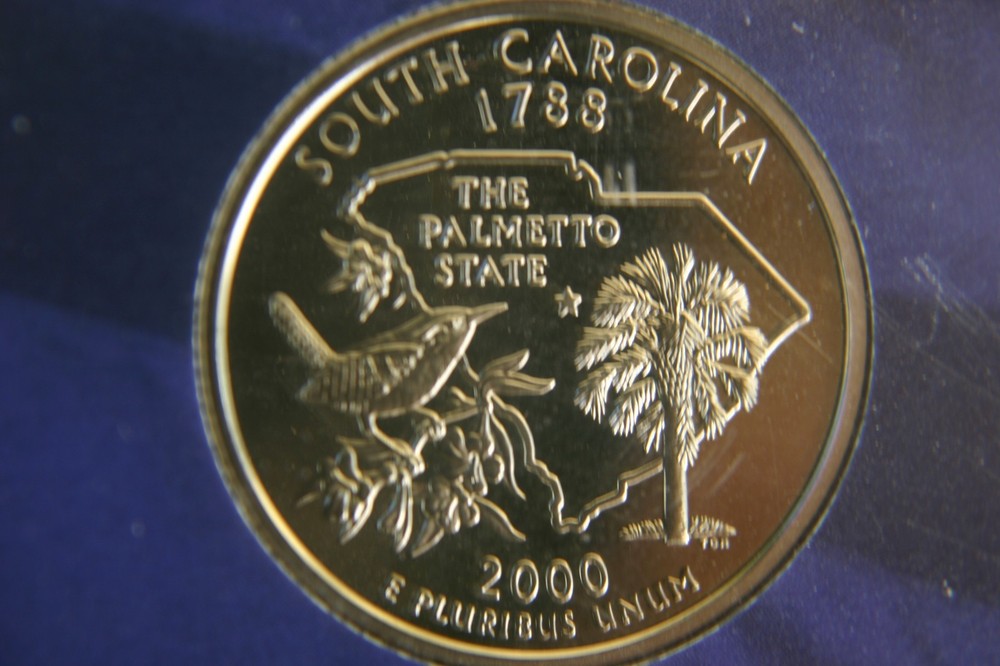 SOUTH CAROLINA
1788
THE
PALMETTO
STATE
2000
E PLURIBUS UNUM